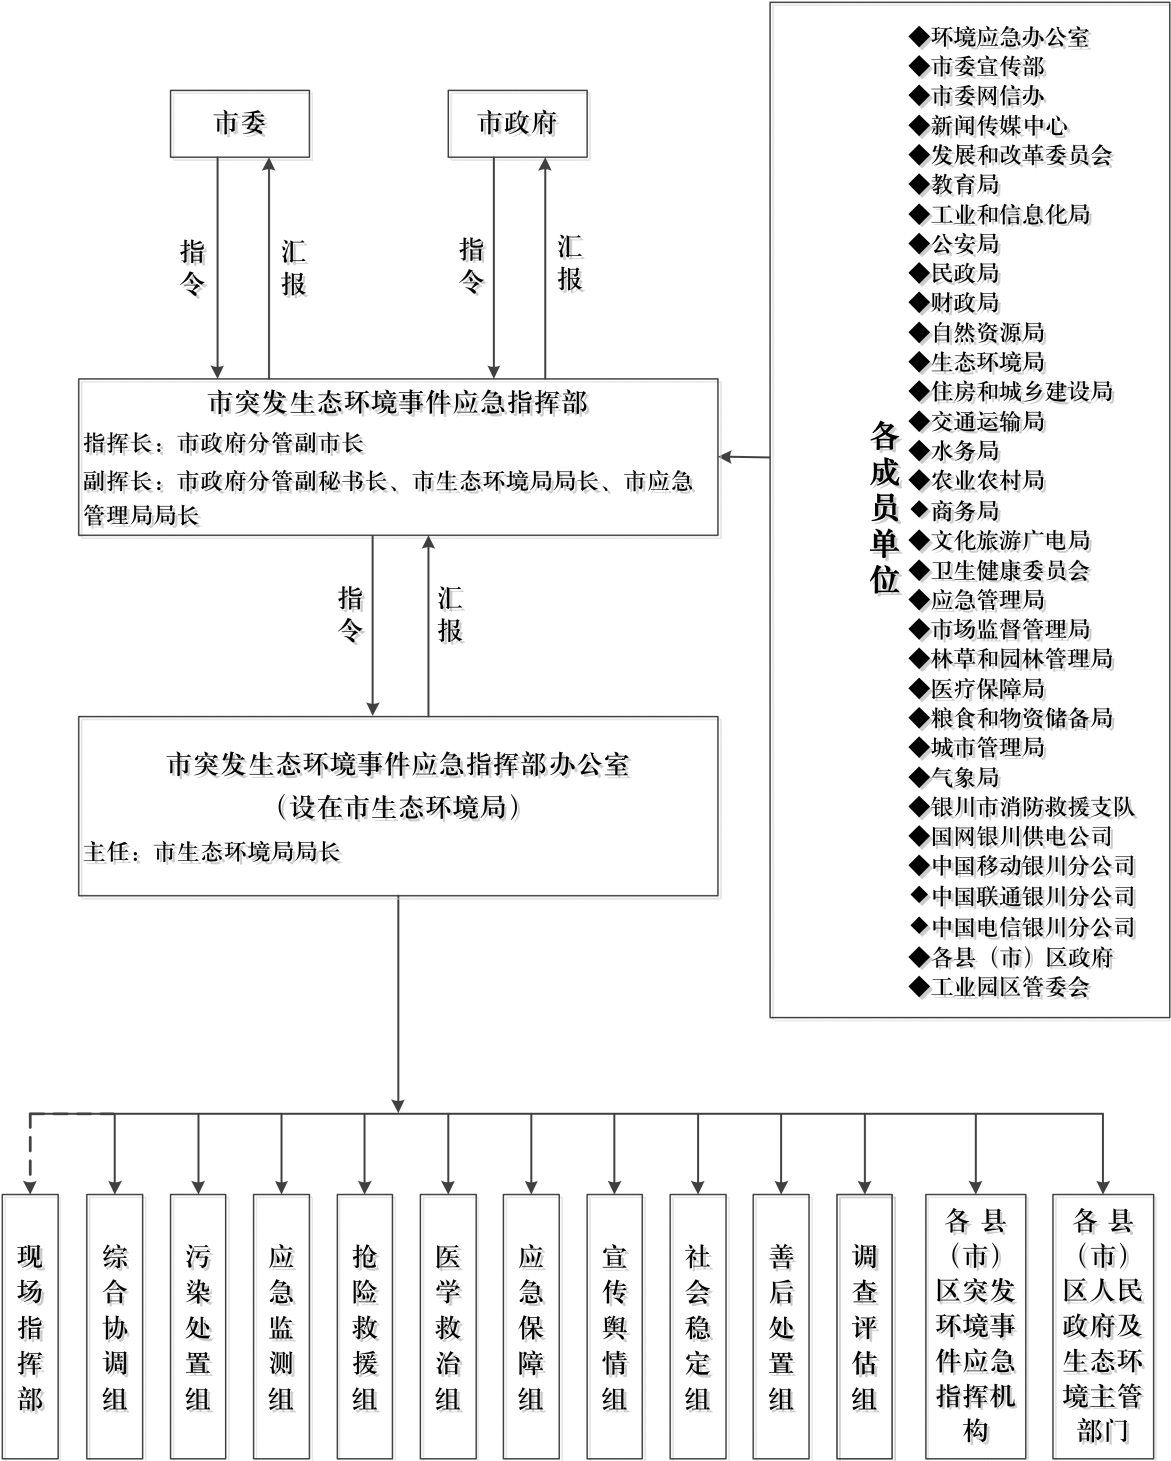 市委
市政府
指令
汇报
指令
汇报
市突发生态环境事件应急指挥部
指挥长：市政府分管副市长
副挥长：市政府分管副秘书长、市生态环境局局长、市应急
管理局局长
各成员单位
◆环境应急办公室
◆市委宣传部
◆市委网信办
◆新闻传媒中心
◆发展和改革委员会
◆教育局
◆工业和信息化局
◆公安局
◆民政局
◆财政局
◆自然资源局
◆生态环境局
◆住房和城乡建设局
◆交通运输局
◆水务局
◆农业农村局
◆商务局
◆文化旅游广电局
◆卫生健康委员会
◆应急管理局
◆市场监督管理局
◆林草和园林管理局
◆医疗保障局
◆粮食和物资储备局
◆城市管理局
◆气象局
◆银川市消防救援支队
◆国网银川供电公司
◆中国移动银川分公司
◆中国联通银川分公司
◆中国电信银川分公司
◆各县（市）区政府
◆工业园区管委会
指令
汇报
市突发生态环境事件应急指挥部办公室
（设在市生态环境局）
主任：市生态环境局局长
现场指挥部
综合协调组
污染处置组
应急监测组
抢险救援组
医学救治组
应急保障组
宣传舆情组
社会稳定组
善后处置组
调查评估组
各 县
（市）
区突发
环境事
件应急
指挥机
构
各 县
（市）
区人民
政府及
生态环
境主管
部门